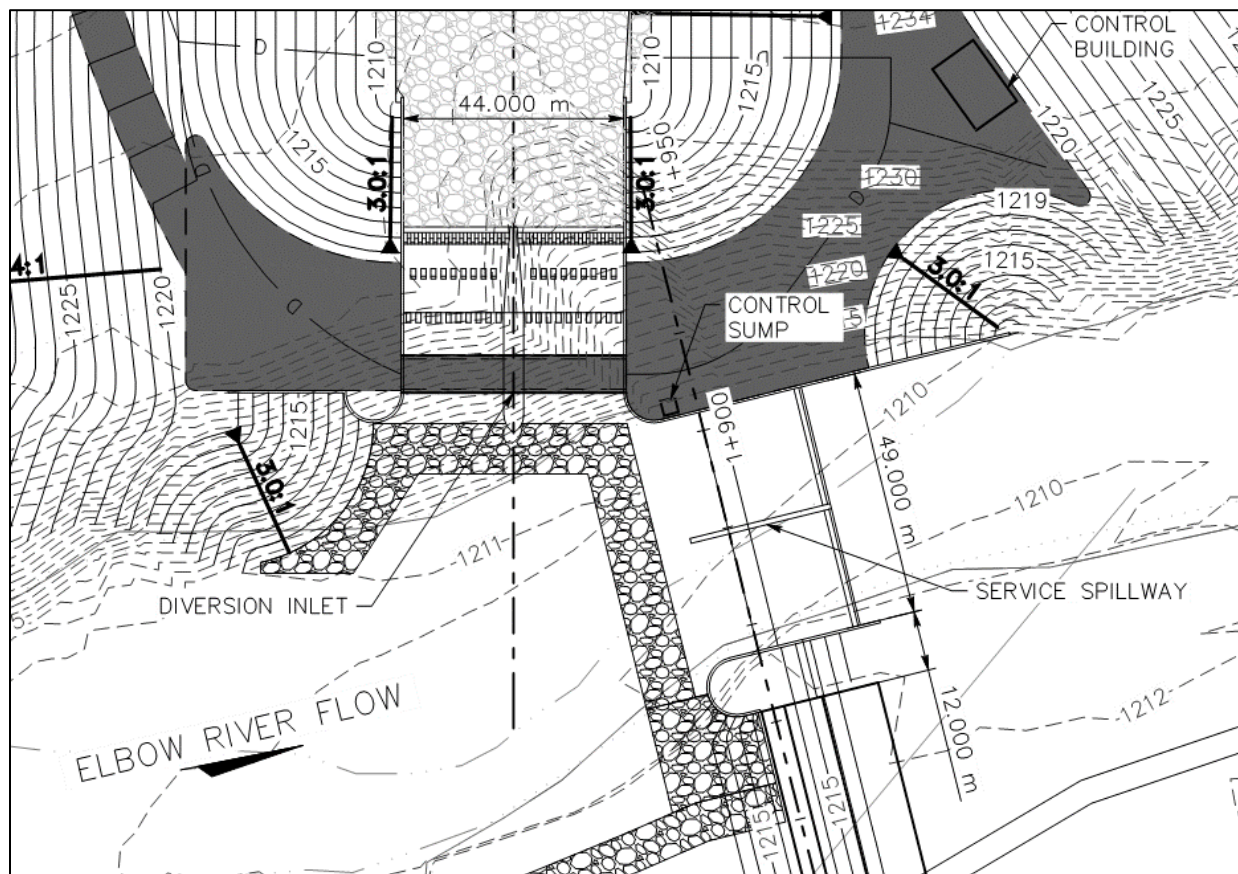 1234
CONTROL
BUILDING
1210
1210
1215
1225
44.000 m
1220
1215
1+950
3.0:1
3.0:1
1230
1219
1225
1215
4:1
1225
1220
1220
3.0:1
CONTROL
SUMP
1215
1+900
1210
49.000 m
3.0:1
1210
1211
DIVERSION INLET
SERVICE SPILLWAY
ELBOW RIVER FLOW
1212
12.000 m
1215
1215